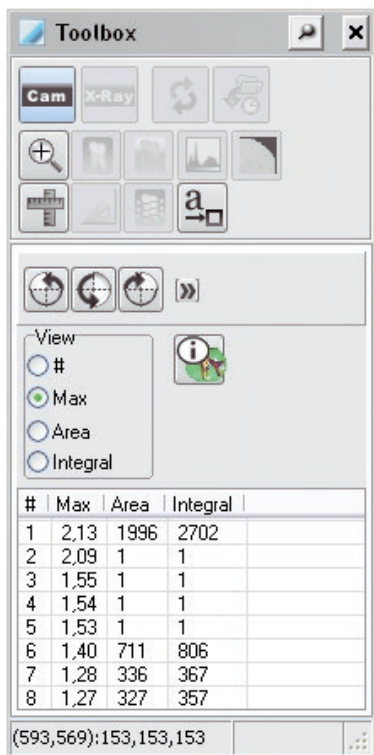 Toolbox
Cam X-Ray
a
View
#
Max
Area
Integral
# Max Area Integral
1 2,13 1996 2702
2 2,09 1 1
3 1,55 1 1
4 1,54 1 1
5 1,53 1 1
6 1,40 711 806
7 1,28 336 367
8 1,27 327 357
(593,569):153,153,153